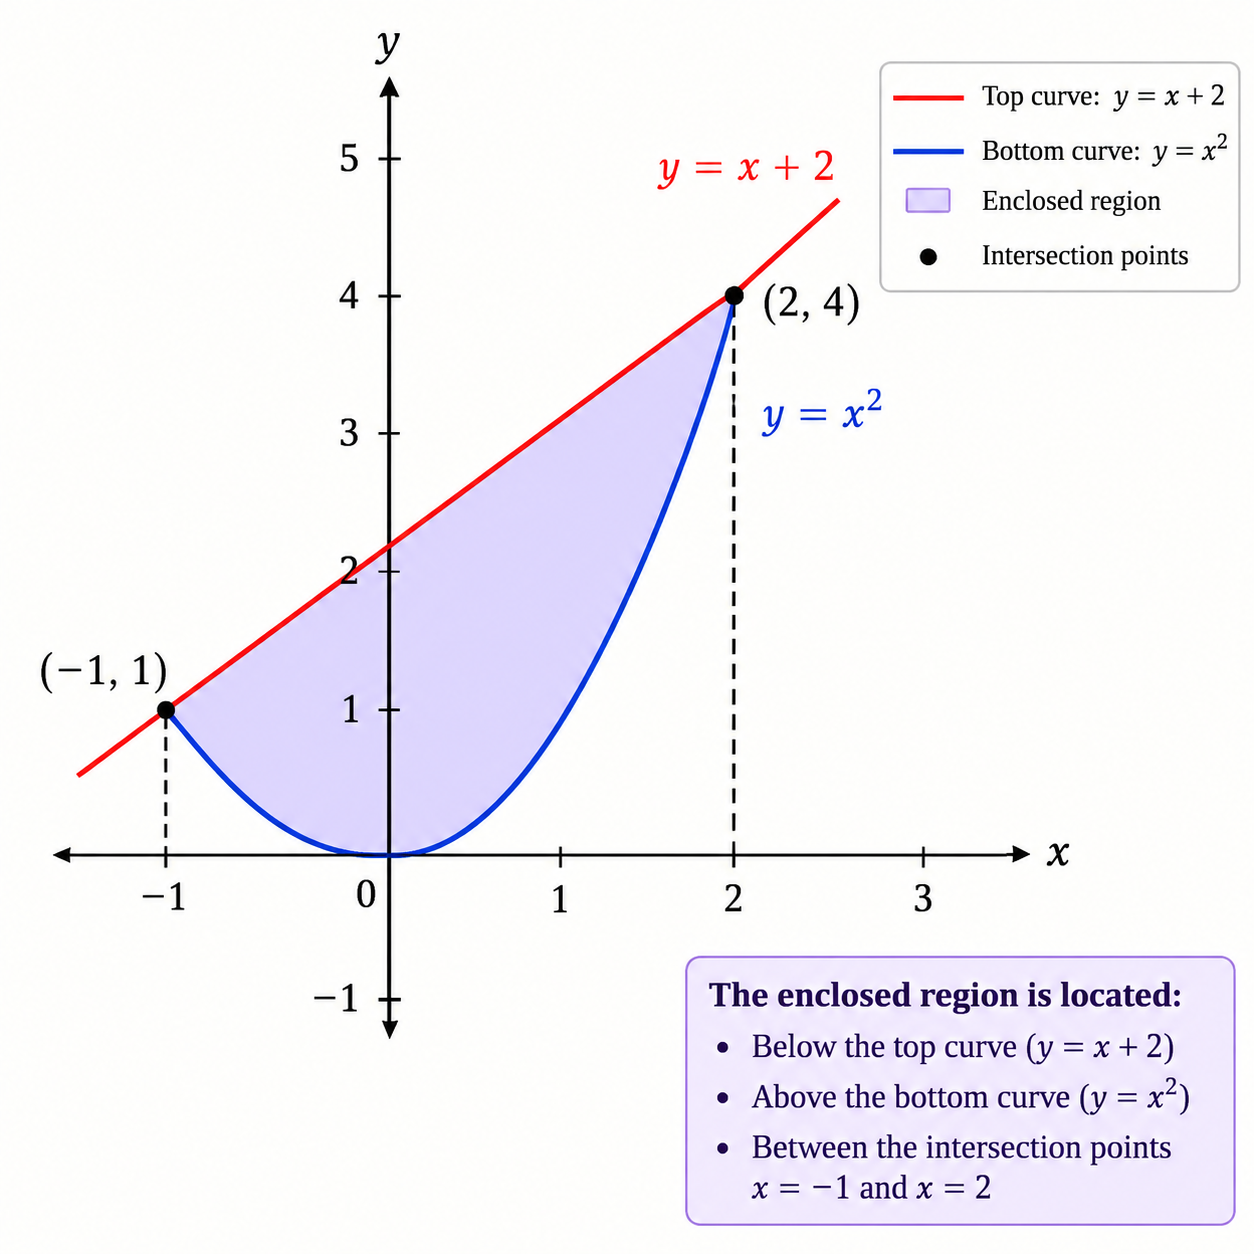 y
Top curve: y = x + 2
Bottom curve: y = x²
Enclosed region
Intersection points
5
y = x + 2
4
(2, 4)
y = x²
3
2
(−1, 1)
1
x
−1
0
1
2
3
−1
The enclosed region is located:
• Below the top curve (y = x + 2)
• Above the bottom curve (y = x²)
• Between the intersection points
x = −1 and x = 2